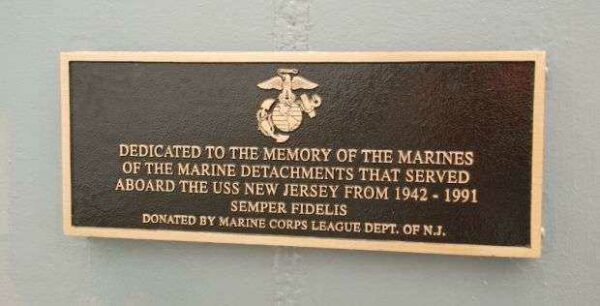 DEDICATED TO THE MEMORY OF THE MARINES
OF THE MARINE DETACHMENTS THAT SERVED
ABOARD THE USS NEW JERSEY FROM 1942 - 1991
SEMPER FIDELIS
DONATED BY MARINE CORPS LEAGUE DEPT. OF N.J.